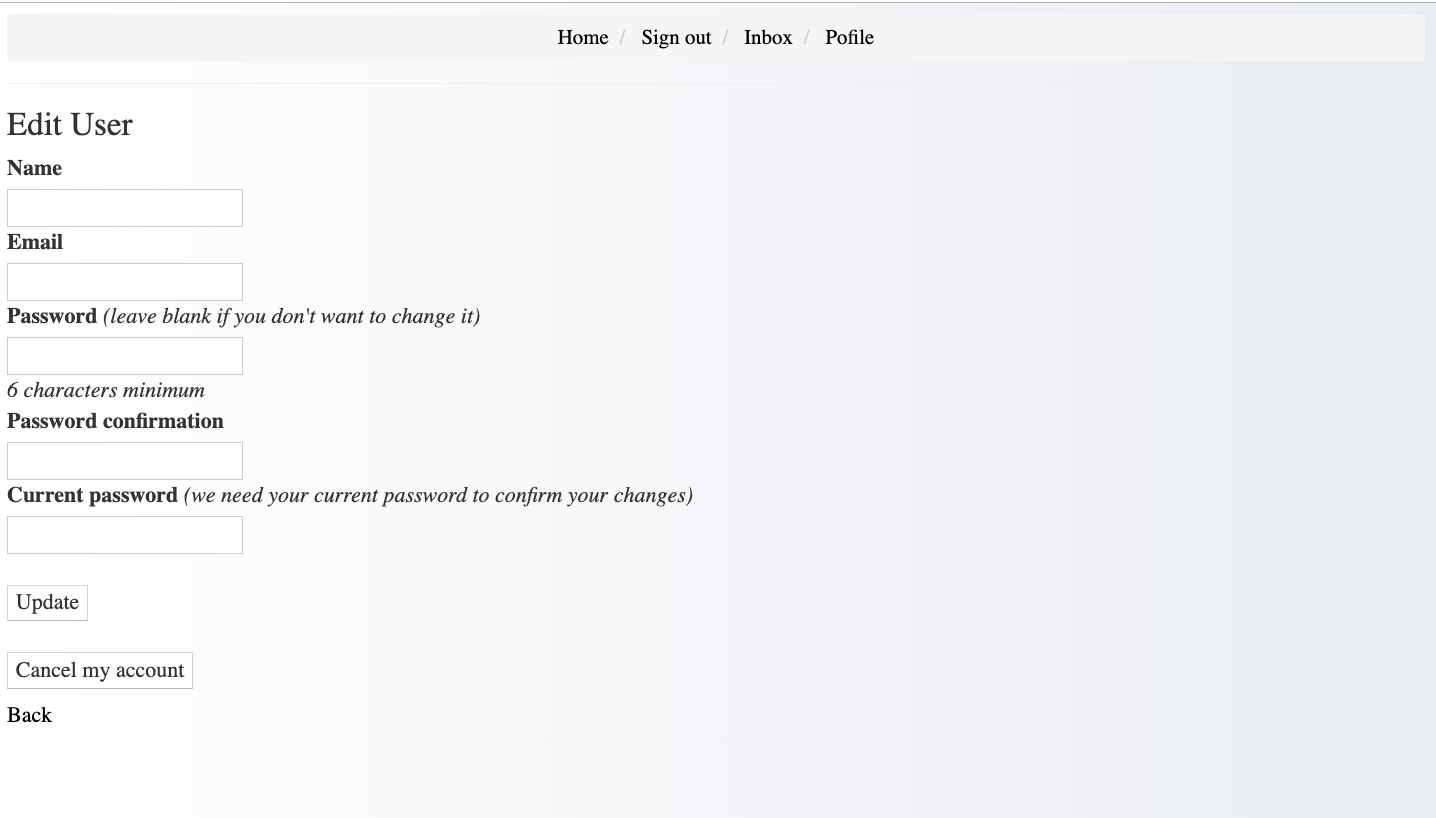 Home / Sign out / Inbox / Pofile
Edit User
Name
Email
Password (leave blank if you don't want to change it)
6 characters minimum
Password confirmation
Current password (we need your current password to confirm your changes)
Update
Cancel my account
Back